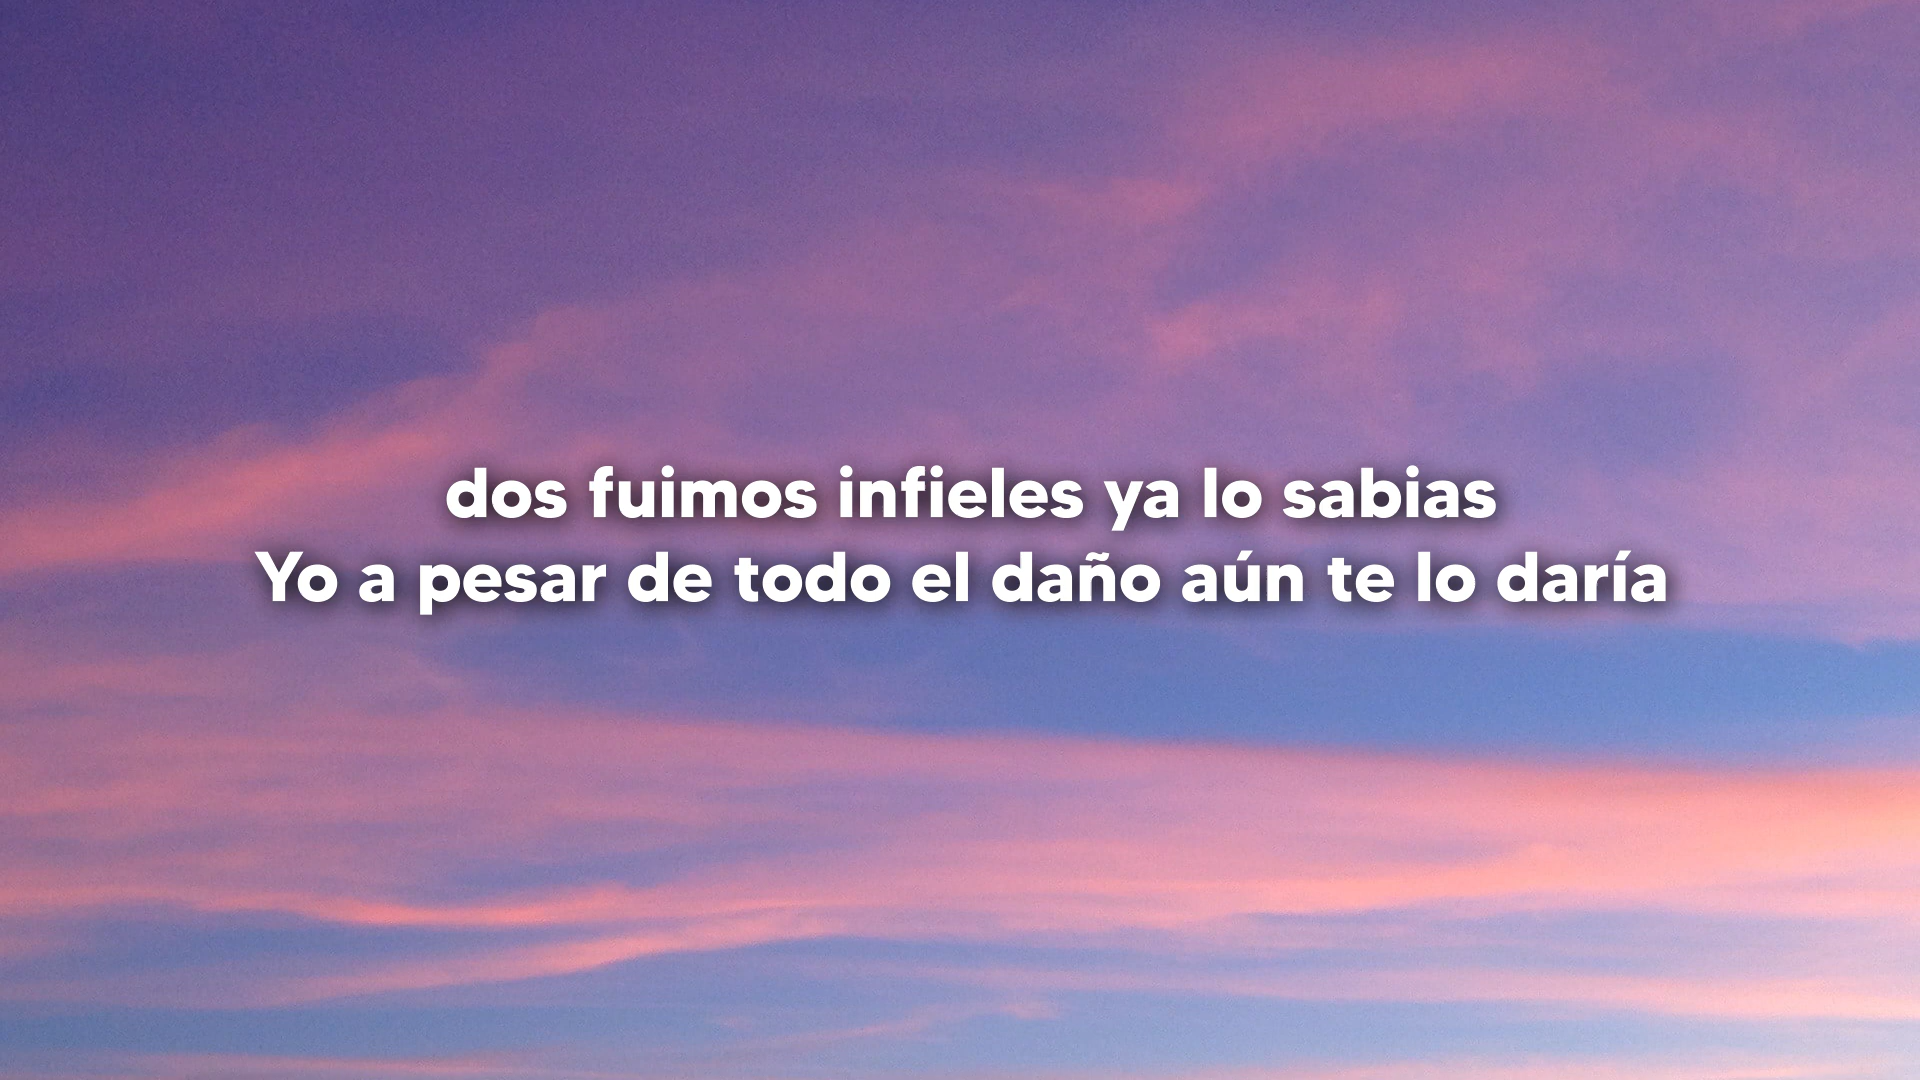 dos fuimos infieles ya lo sabias
Yo a pesar de todo el daño aún te lo daría